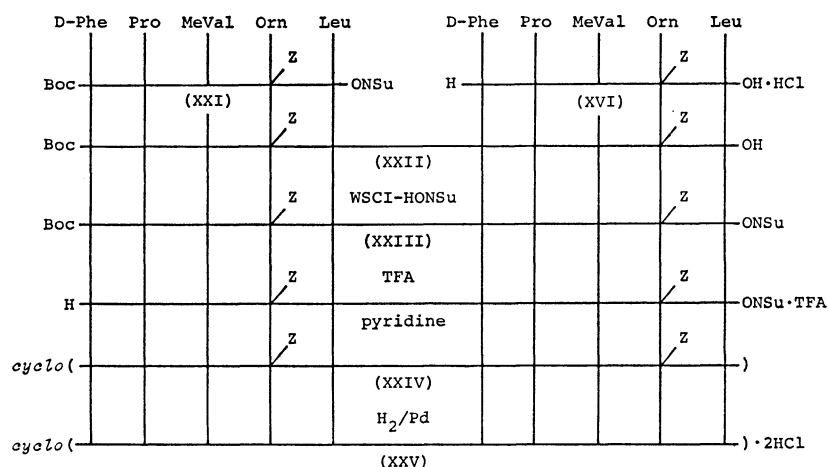 D-Phe Pro MeVal Orn Leu D-Phe Pro MeVal Orn Leu
Z Z
Boc ONSu H OH·HCl
(XXI) (XVI)
Z Z
Boc OH
(XXII)
Z WSCI-HONSu Z
Boc ONSu
(XXIII)
Z TFA Z
H ONSu·TFA
pyridine
Z Z
cyclo( )
(XXIV)
H₂/Pd
cyclo( )·2HCl
(XXV)